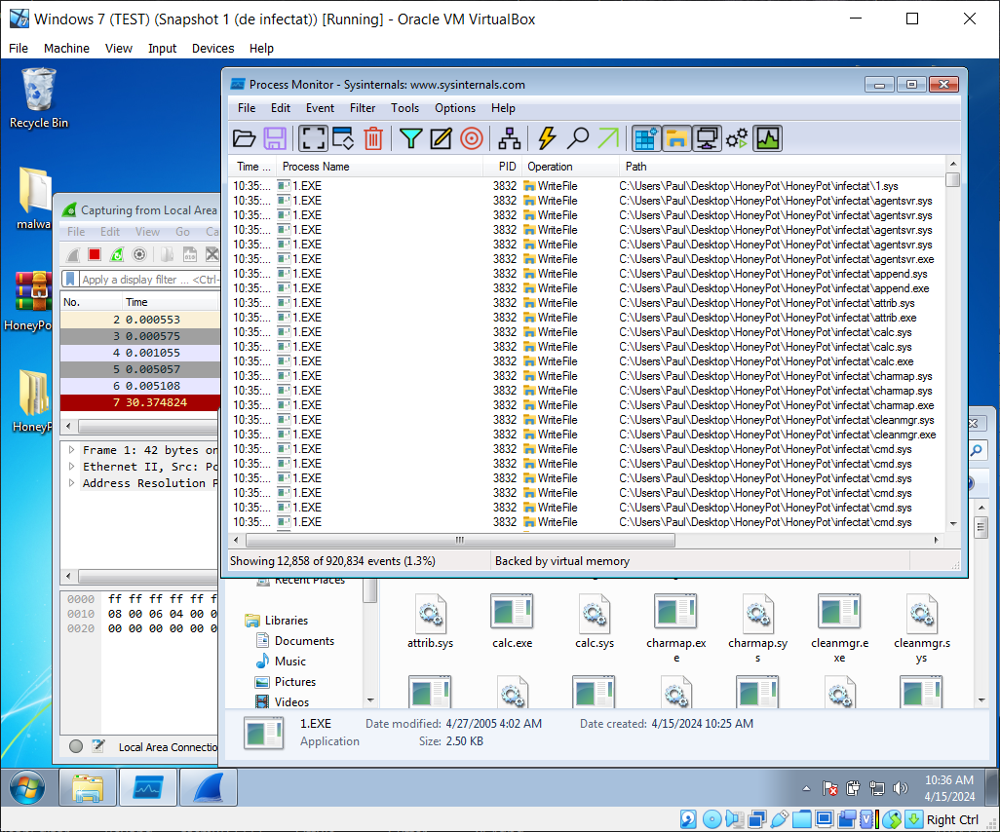 Windows 7 (TEST) (Snapshot 1 (de infectat)) [Running] - Oracle VM VirtualBox
File Machine View Input Devices Help
Recycle Bin
malwa
HoneyPo
HoneyP
Process Monitor - Sysinternals: www.sysinternals.com
File Edit Event Filter Tools Options Help
Time ... Process Name PID Operation Path
10:35:... 1.EXE 3832 WriteFile C:\Users\Paul\Desktop\HoneyPot\HoneyPot\infectat\1.sys
10:35:... 1.EXE 3832 WriteFile C:\Users\Paul\Desktop\HoneyPot\HoneyPot\infectat\agentsvr.sys
10:35:... 1.EXE 3832 WriteFile C:\Users\Paul\Desktop\HoneyPot\HoneyPot\infectat\agentsvr.sys
10:35:... 1.EXE 3832 WriteFile C:\Users\Paul\Desktop\HoneyPot\HoneyPot\infectat\agentsvr.sys
10:35:... 1.EXE 3832 WriteFile C:\Users\Paul\Desktop\HoneyPot\HoneyPot\infectat\agentsvr.sys
10:35:... 1.EXE 3832 WriteFile C:\Users\Paul\Desktop\HoneyPot\HoneyPot\infectat\agentsvr.exe
10:35:... 1.EXE 3832 WriteFile C:\Users\Paul\Desktop\HoneyPot\HoneyPot\infectat\append.sys
10:35:... 1.EXE 3832 WriteFile C:\Users\Paul\Desktop\HoneyPot\HoneyPot\infectat\append.exe
10:35:... 1.EXE 3832 WriteFile C:\Users\Paul\Desktop\HoneyPot\HoneyPot\infectat\attrib.sys
10:35:... 1.EXE 3832 WriteFile C:\Users\Paul\Desktop\HoneyPot\HoneyPot\infectat\attrib.exe
10:35:... 1.EXE 3832 WriteFile C:\Users\Paul\Desktop\HoneyPot\HoneyPot\infectat\calc.sys
10:35:... 1.EXE 3832 WriteFile C:\Users\Paul\Desktop\HoneyPot\HoneyPot\infectat\calc.sys
10:35:... 1.EXE 3832 WriteFile C:\Users\Paul\Desktop\HoneyPot\HoneyPot\infectat\calc.exe
10:35:... 1.EXE 3832 WriteFile C:\Users\Paul\Desktop\HoneyPot\HoneyPot\infectat\charmap.sys
10:35:... 1.EXE 3832 WriteFile C:\Users\Paul\Desktop\HoneyPot\HoneyPot\infectat\charmap.sys
10:35:... 1.EXE 3832 WriteFile C:\Users\Paul\Desktop\HoneyPot\HoneyPot\infectat\charmap.exe
10:35:... 1.EXE 3832 WriteFile C:\Users\Paul\Desktop\HoneyPot\HoneyPot\infectat\cleanmgr.sys
10:35:... 1.EXE 3832 WriteFile C:\Users\Paul\Desktop\HoneyPot\HoneyPot\infectat\cleanmgr.exe
10:35:... 1.EXE 3832 WriteFile C:\Users\Paul\Desktop\HoneyPot\HoneyPot\infectat\cmd.sys
10:35:... 1.EXE 3832 WriteFile C:\Users\Paul\Desktop\HoneyPot\HoneyPot\infectat\cmd.sys
10:35:... 1.EXE 3832 WriteFile C:\Users\Paul\Desktop\HoneyPot\HoneyPot\infectat\cmd.sys
10:35:... 1.EXE 3832 WriteFile C:\Users\Paul\Desktop\HoneyPot\HoneyPot\infectat\cmd.sys
10:35:... 1.EXE 3832 WriteFile C:\Users\Paul\Desktop\HoneyPot\HoneyPot\infectat\cmd.sys
10:35:... 1.EXE 3832 WriteFile C:\Users\Paul\Desktop\HoneyPot\HoneyPot\infectat\cmd.sys
Showing 12,858 of 920,834 events (1.3%) Backed by virtual memory
Capturing from Local Area
File Edit View Go Ca
Apply a display filter ... <Ctrl-
No. Time
2 0.000553
3 0.000575
4 0.001055
5 0.005057
6 0.005108
7 30.374824
Frame 1: 42 bytes on
Ethernet II, Src: Pc
Address Resolution P
0000 ff ff ff ff ff f
0010 08 00 06 04 00 0
0020 00 00 00 00 00 0
Local Area Connectio
Recent Places
Libraries
Documents
Music
Pictures
Videos
attrib.sys calc.exe calc.sys charmap.ex cleanmgr.e
e
charmap.sy
s
xe
cleanmgr.s
ys
1.EXE Date modified: 4/27/2005 4:02 AM Date created: 4/15/2024 10:25 AM
Application Size: 2.50 KB
10:36 AM
4/15/2024
Right Ctrl